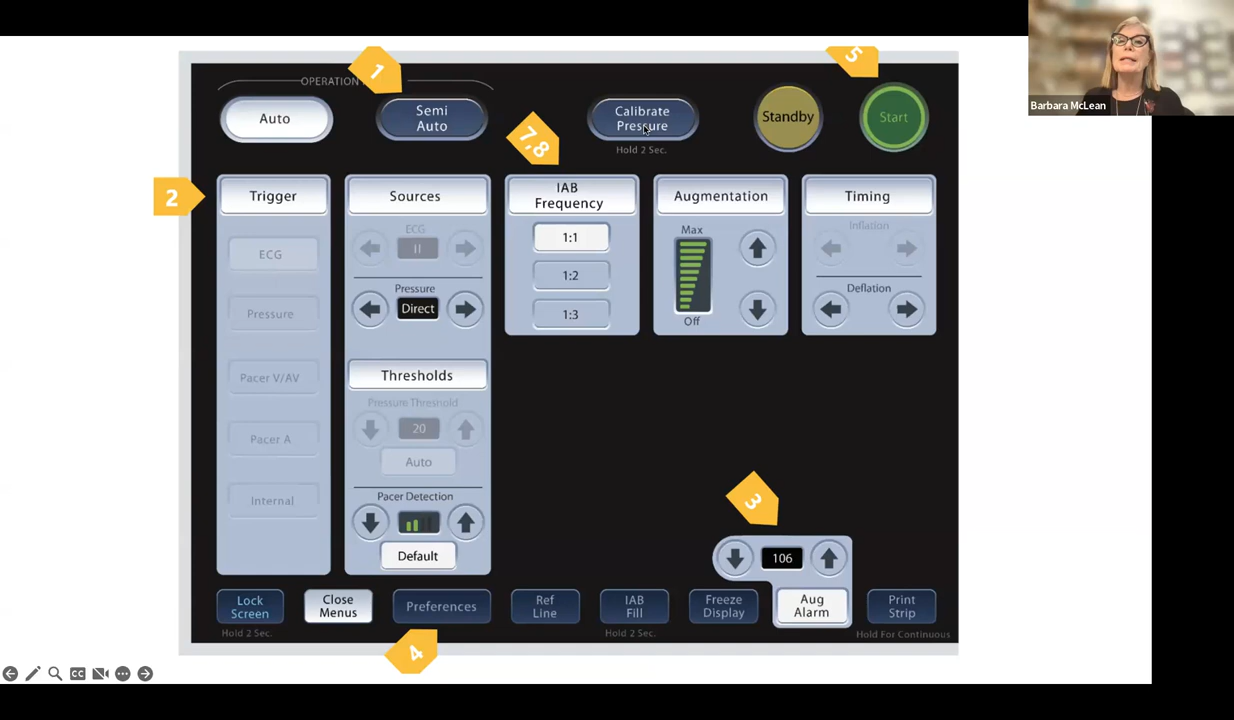 Barbara McLean
OPERATION
1
5
Auto
Semi
Auto
Calibrate
Pressure
Hold 2 Sec.
Standby
Start
7,8
2
Trigger
ECG
Pressure
Pacer V/AV
Pacer A
Internal
Sources
ECG
II
Pressure
Direct
Thresholds
Pressure Threshold
20
Auto
Pacer Detection
Default
IAB
Frequency
1:1
1:2
1:3
Augmentation
Max
Off
Timing
Inflation
Deflation
3
106
Lock
Screen
Hold 2 Sec.
Close
Menus
Preferences
Ref
Line
IAB
Fill
Hold 2 Sec.
Freeze
Display
Aug
Alarm
Print
Strip
Hold For Continuous
4
CC